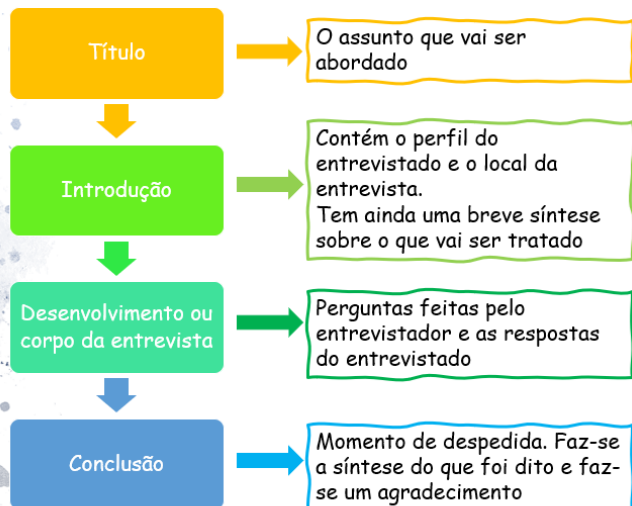 Título
O assunto que vai ser
abordado
Introdução
Contém o perfil do
entrevistado e o local da
entrevista.
Tem ainda uma breve síntese
sobre o que vai ser tratado
Desenvolvimento ou
corpo da entrevista
Perguntas feitas pelo
entrevistador e as respostas
do entrevistado
Conclusão
Momento de despedida. Faz-se
a síntese do que foi dito e faz-
se um agradecimento